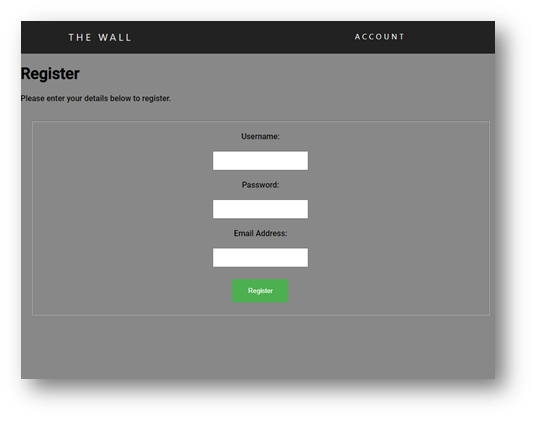 THE WALL
ACCOUNT
Register
Please enter your details below to register.
Username:
Password:
Email Address:
Register